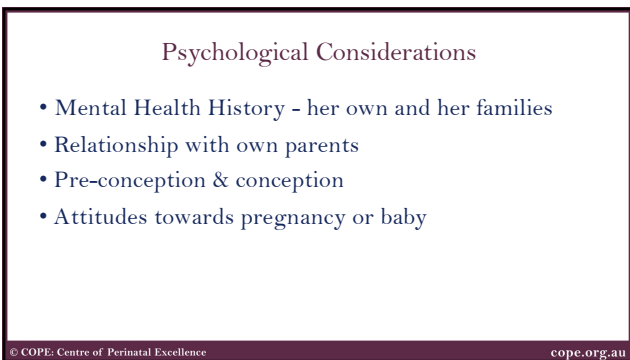 Psychological Considerations
• Mental Health History - her own and her families
• Relationship with own parents
• Pre-conception & conception
• Attitudes towards pregnancy or baby
© COPE: Centre of Perinatal Excellence
cope.org.au